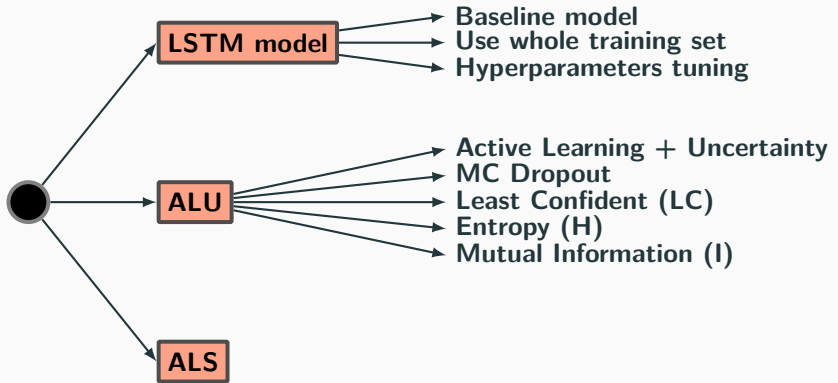 LSTM model
Baseline model
Use whole training set
Hyperparameters tuning
ALU
Active Learning + Uncertainty
MC Dropout
Least Confident (LC)
Entropy (H)
Mutual Information (I)
ALS